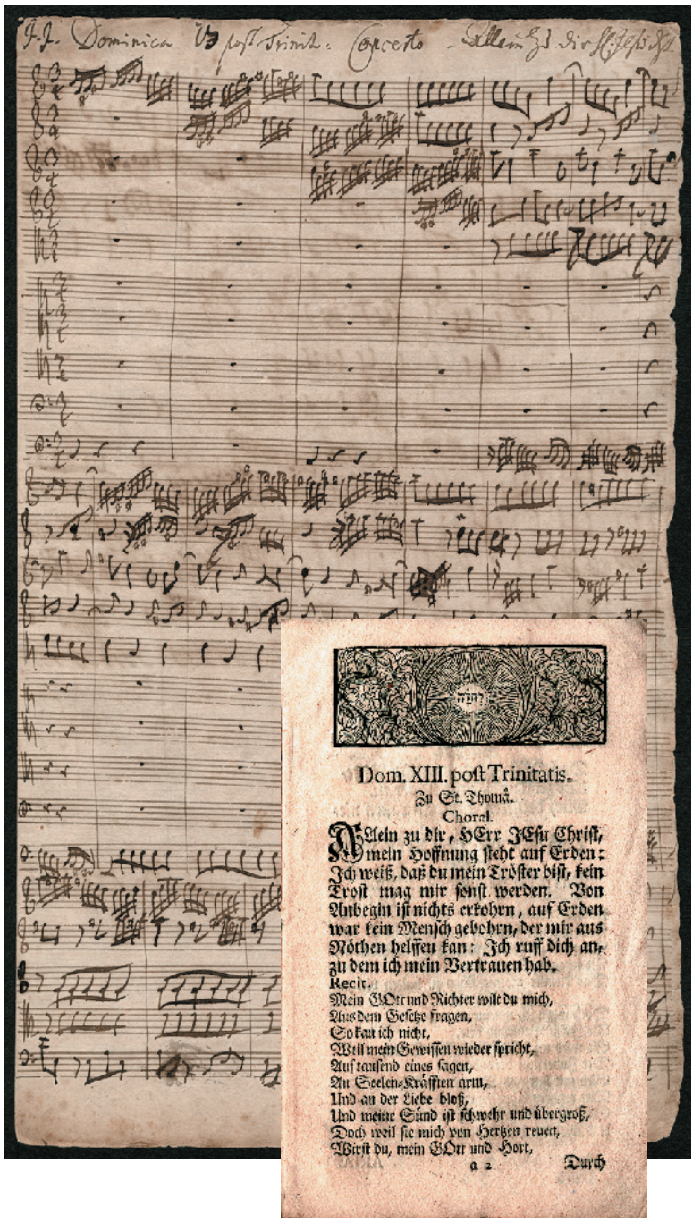 J.J. Dominica 13 post Trinit: Concerto Allein zu dir H. Jesu Xst.
יהוה
Dom. XIII. post Trinitatis.
Zu St. Thomä.
Choral.
ALlein zu dir, HErr JEsu Christ,
mein Hoffnung steht auf Erden:
Ich weiß, daß du mein Tröster bist, kein
Trost mag mir sonst werden. Von
Anbegin ist nichts erkohrn, auf Erden
war kein Mensch gebohrn, der mir aus
Nöthen helffen kan: Ich ruff dich an,
zu dem ich mein Vertrauen hab.
Recit.
Mein GOtt und Richter wilt du mich,
Aus dem Gesetze fragen,
So kan ich nicht,
Weil mein Gewissen wieder spricht,
Auf tausend eines sagen,
An Seelen-Kräfften arm,
Und an der Liebe bloß,
Und meine Sünd ist schwehr und übergroß,
Doch weil sie mich von Hertzen reuen,
Wirst du, mein GOtt und Hort,
a 2 Durch